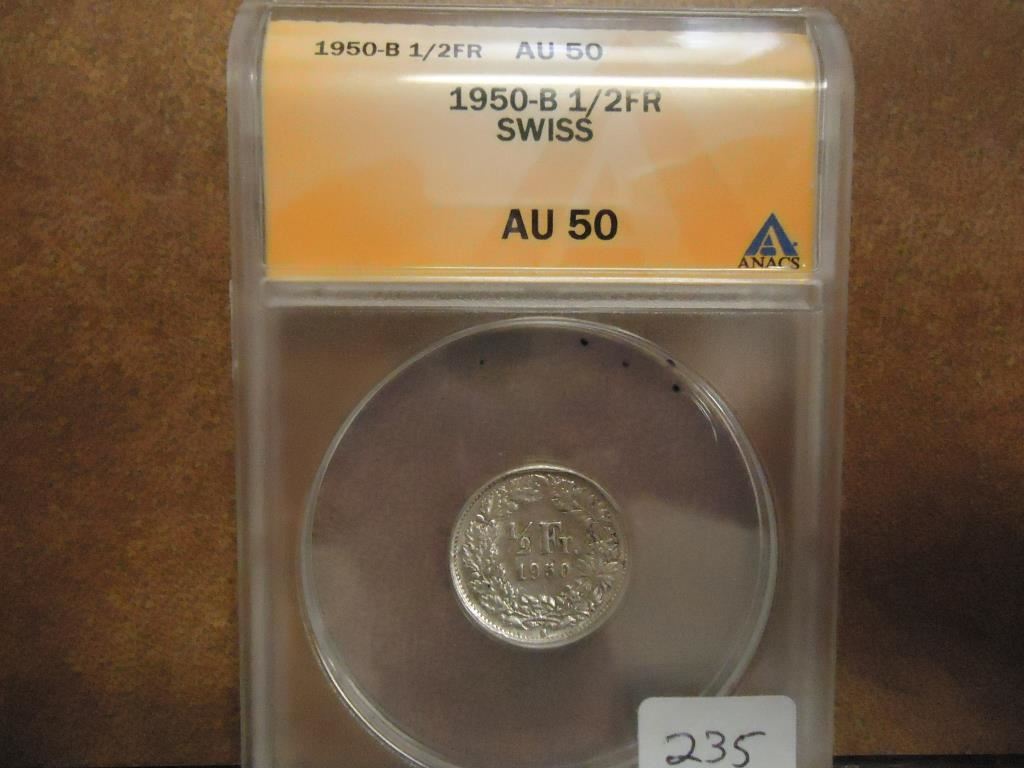 1950-B 1/2FR AU 50
1950-B 1/2FR
SWISS
AU 50
ANACS
½ Fr.
1950
B
235